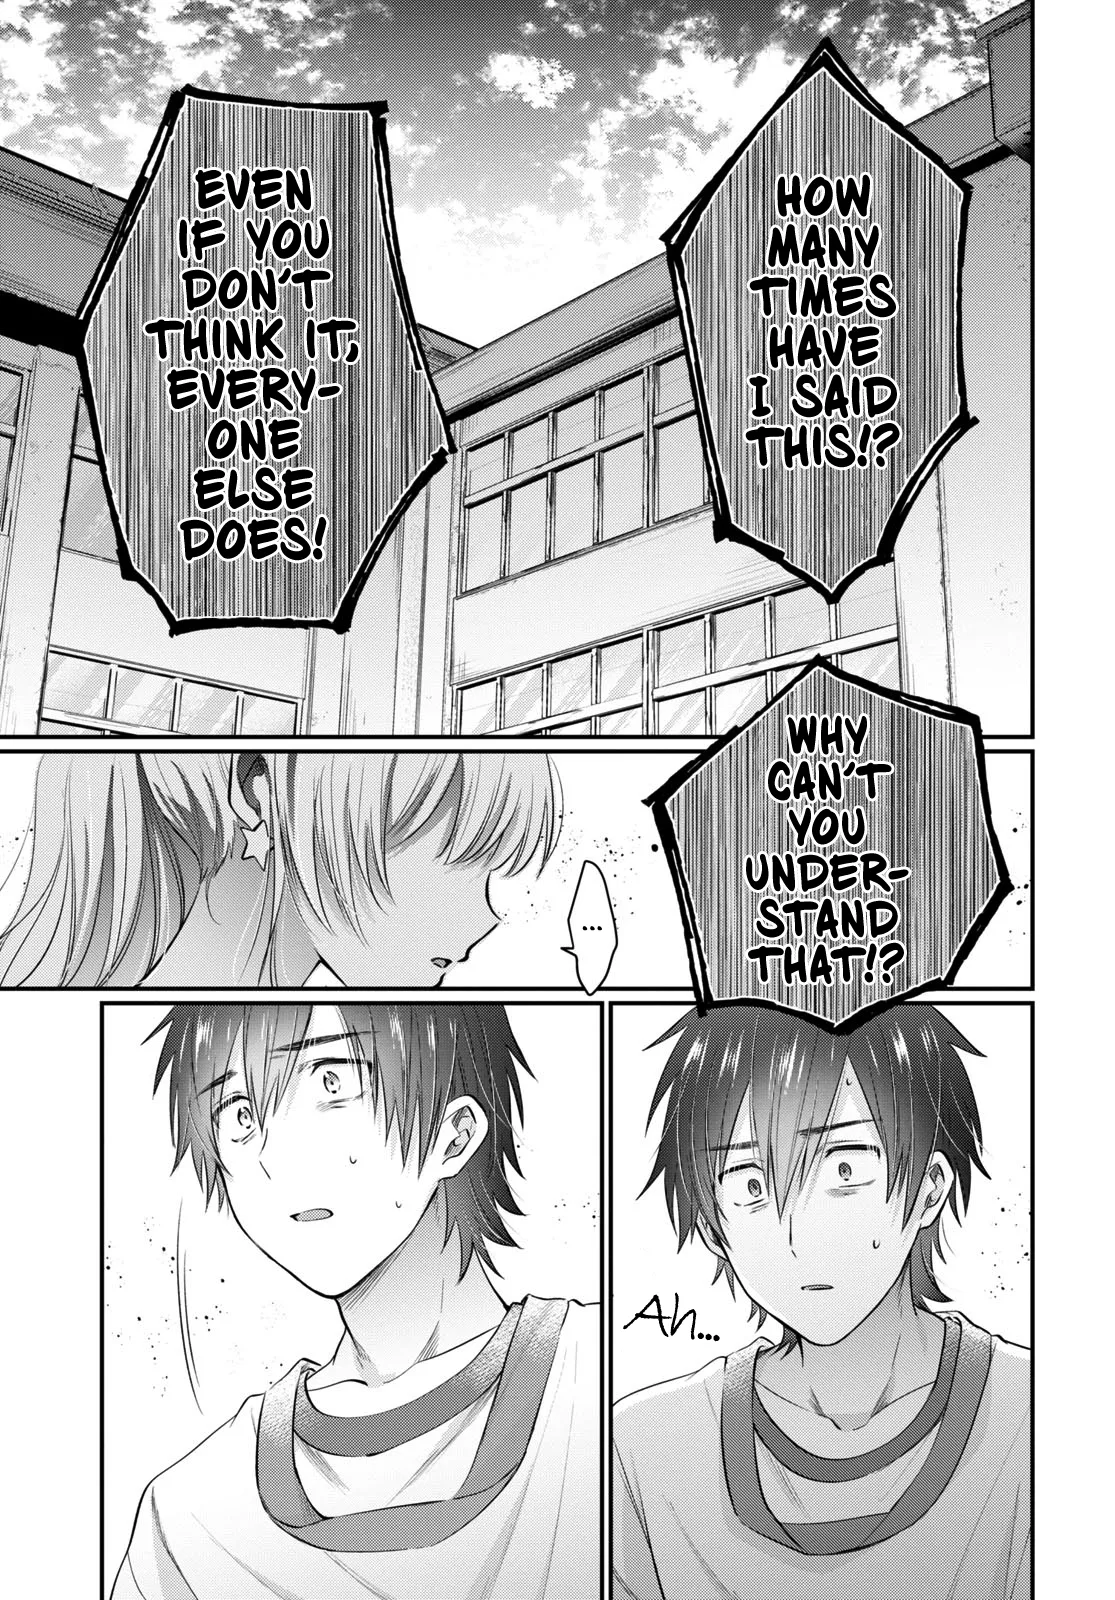 HOW
MANY
TIMES
HAVE
I SAID
THIS!?
EVEN
IF YOU
DON'T
THINK IT,
EVERY-
ONE
ELSE
DOES!
WHY
CAN'T
YOU
UNDER-
STAND
THAT!?
...
Ah...